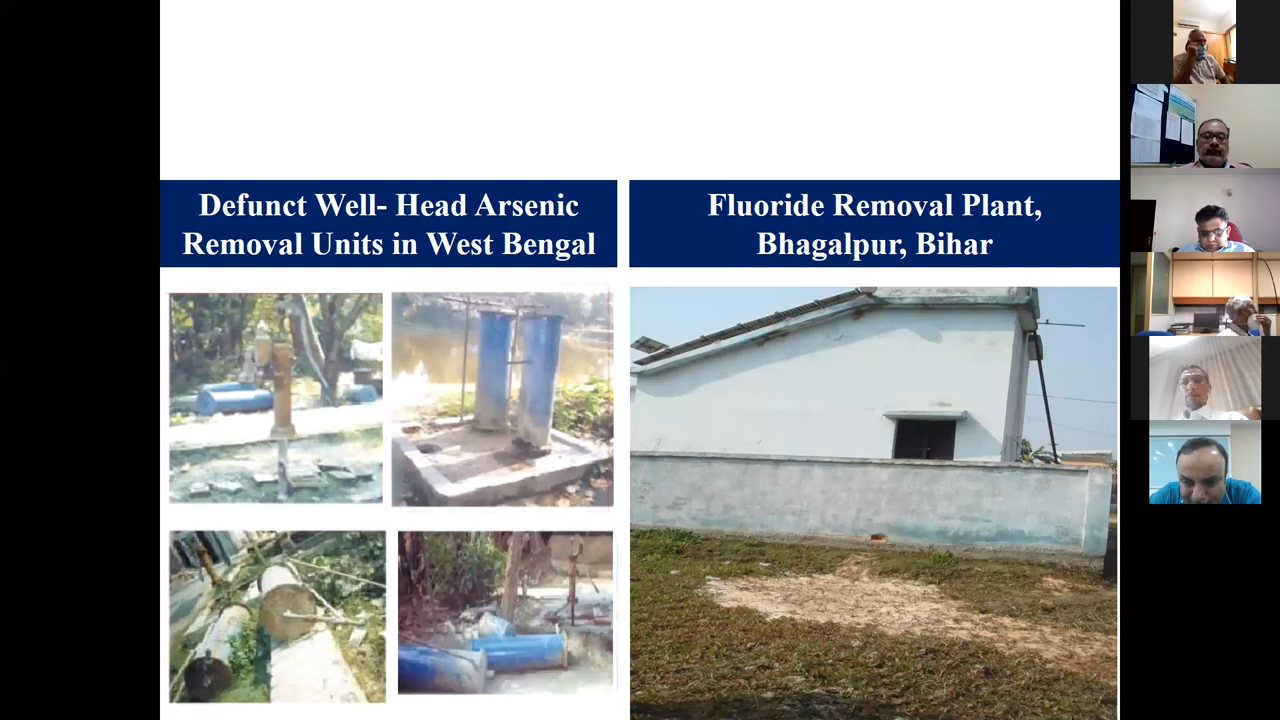 Defunct Well- Head Arsenic
Removal Units in West Bengal
Fluoride Removal Plant,
Bhagalpur, Bihar